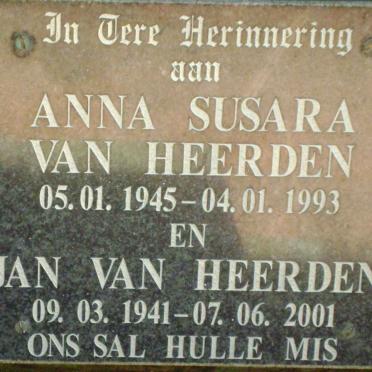 In Tere Herinnering
aan
ANNA SUSARA
VAN HEERDEN
05.01.1945 – 04.01.1993
EN
JAN VAN HEERDEN
09.03.1941 – 07.06.2001
ONS SAL HULLE MIS